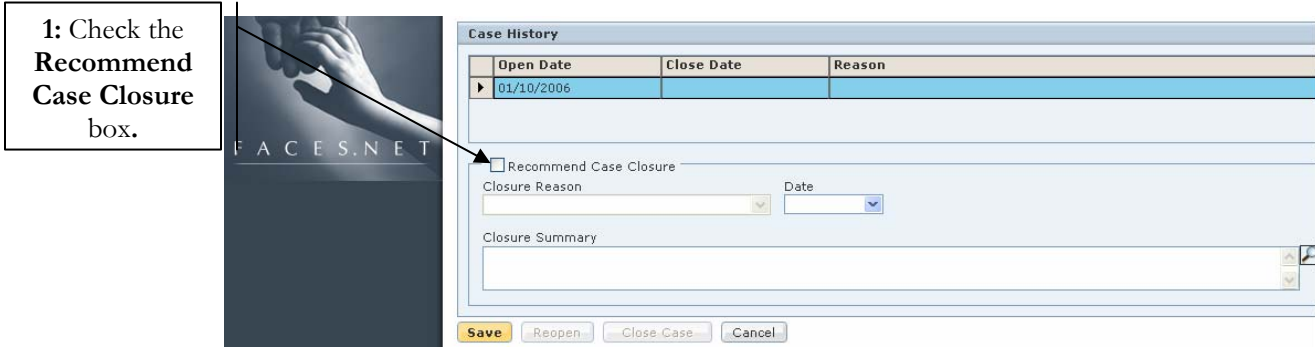 1: Check the
Recommend
Case Closure
box.
FACES.NET
Case History
Open Date Close Date Reason
01/10/2006
Recommend Case Closure
Closure Reason Date
Closure Summary
Save Reopen Close Case Cancel